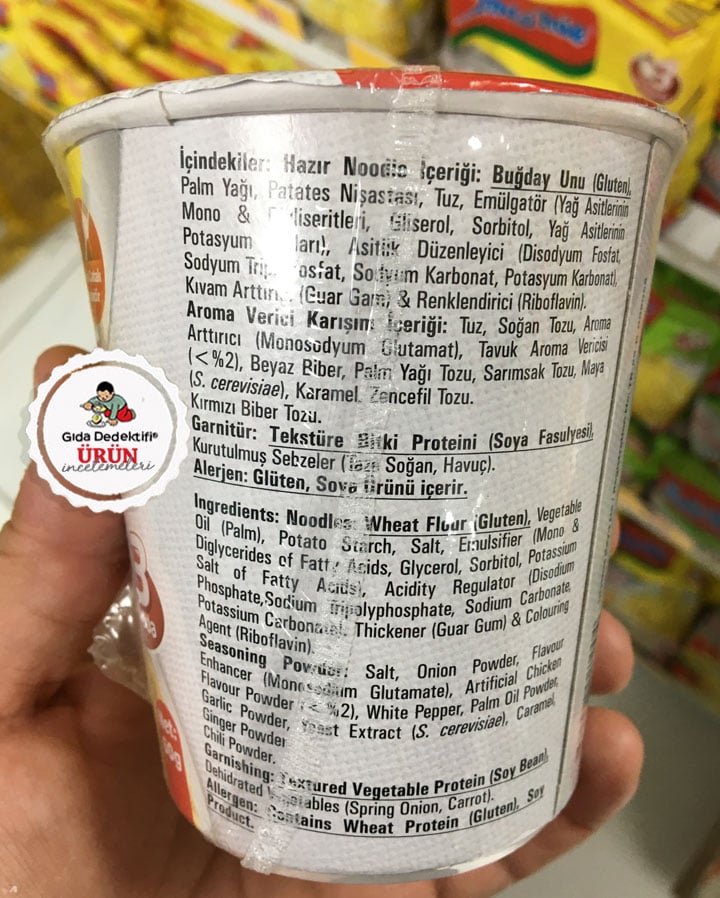 İçindekiler: Hazır Noodle İçeriği: Buğday Unu (Gluten),
Palm Yağı, Patates Nişastası, Tuz, Emülgatör (Yağ Asitlerinin
Mono & Digliseritleri, Gliserol, Sorbitol, Yağ Asitlerinin
Potasyum Tuzları), Asitlik Düzenleyici (Disodyum Fosfat,
Sodyum Tripolifosfat, Sodyum Karbonat, Potasyum Karbonat),
Kıvam Arttırıcı (Guar Gam) & Renklendirici (Riboflavin).
Aroma Verici Karışım İçeriği: Tuz, Soğan Tozu, Aroma
Arttırıcı (Monosodyum Glutamat), Tavuk Aroma Vericisi
(<%2), Beyaz Biber, Palm Yağı Tozu, Sarımsak Tozu, Maya
(S. cerevisiae), Karamel, Zencefil Tozu.
Kırmızı Biber Tozu.
Garnitür: Tekstüre Bitki Proteini (Soya Fasulyesi),
Kurutulmuş Sebzeler (Taze Soğan, Havuç).
Alerjen: Glüten, Soya Ürünü içerir.
Ingredients: Noodles: Wheat Flour (Gluten), Vegetable
Oil (Palm), Potato Starch, Salt, Emulsifier (Mono &
Diglycerides of Fatty Acids, Glycerol, Sorbitol, Potassium
Salt of Fatty Acids), Acidity Regulator (Disodium
Phosphate, Sodium Tripolyphosphate, Sodium Carbonate,
Potassium Carbonate), Thickener (Guar Gum) & Colouring
Agent (Riboflavin).
Seasoning Powder: Salt, Onion Powder, Flavour
Enhancer (Monosodium Glutamate), Artificial Chicken
Flavour Powder (<%2), White Pepper, Palm Oil Powder,
Garlic Powder, Yeast Extract (S. cerevisiae), Caramel,
Ginger Powder
Chili Powder.
Garnishing: Textured Vegetable Protein (Soy Bean),
Dehidrated Vegetables (Spring Onion, Carrot).
Allergen: Contains Wheat Protein (Gluten), Soy
Product.
Gıda Dedektifi®
ÜRÜN
incelemeleri